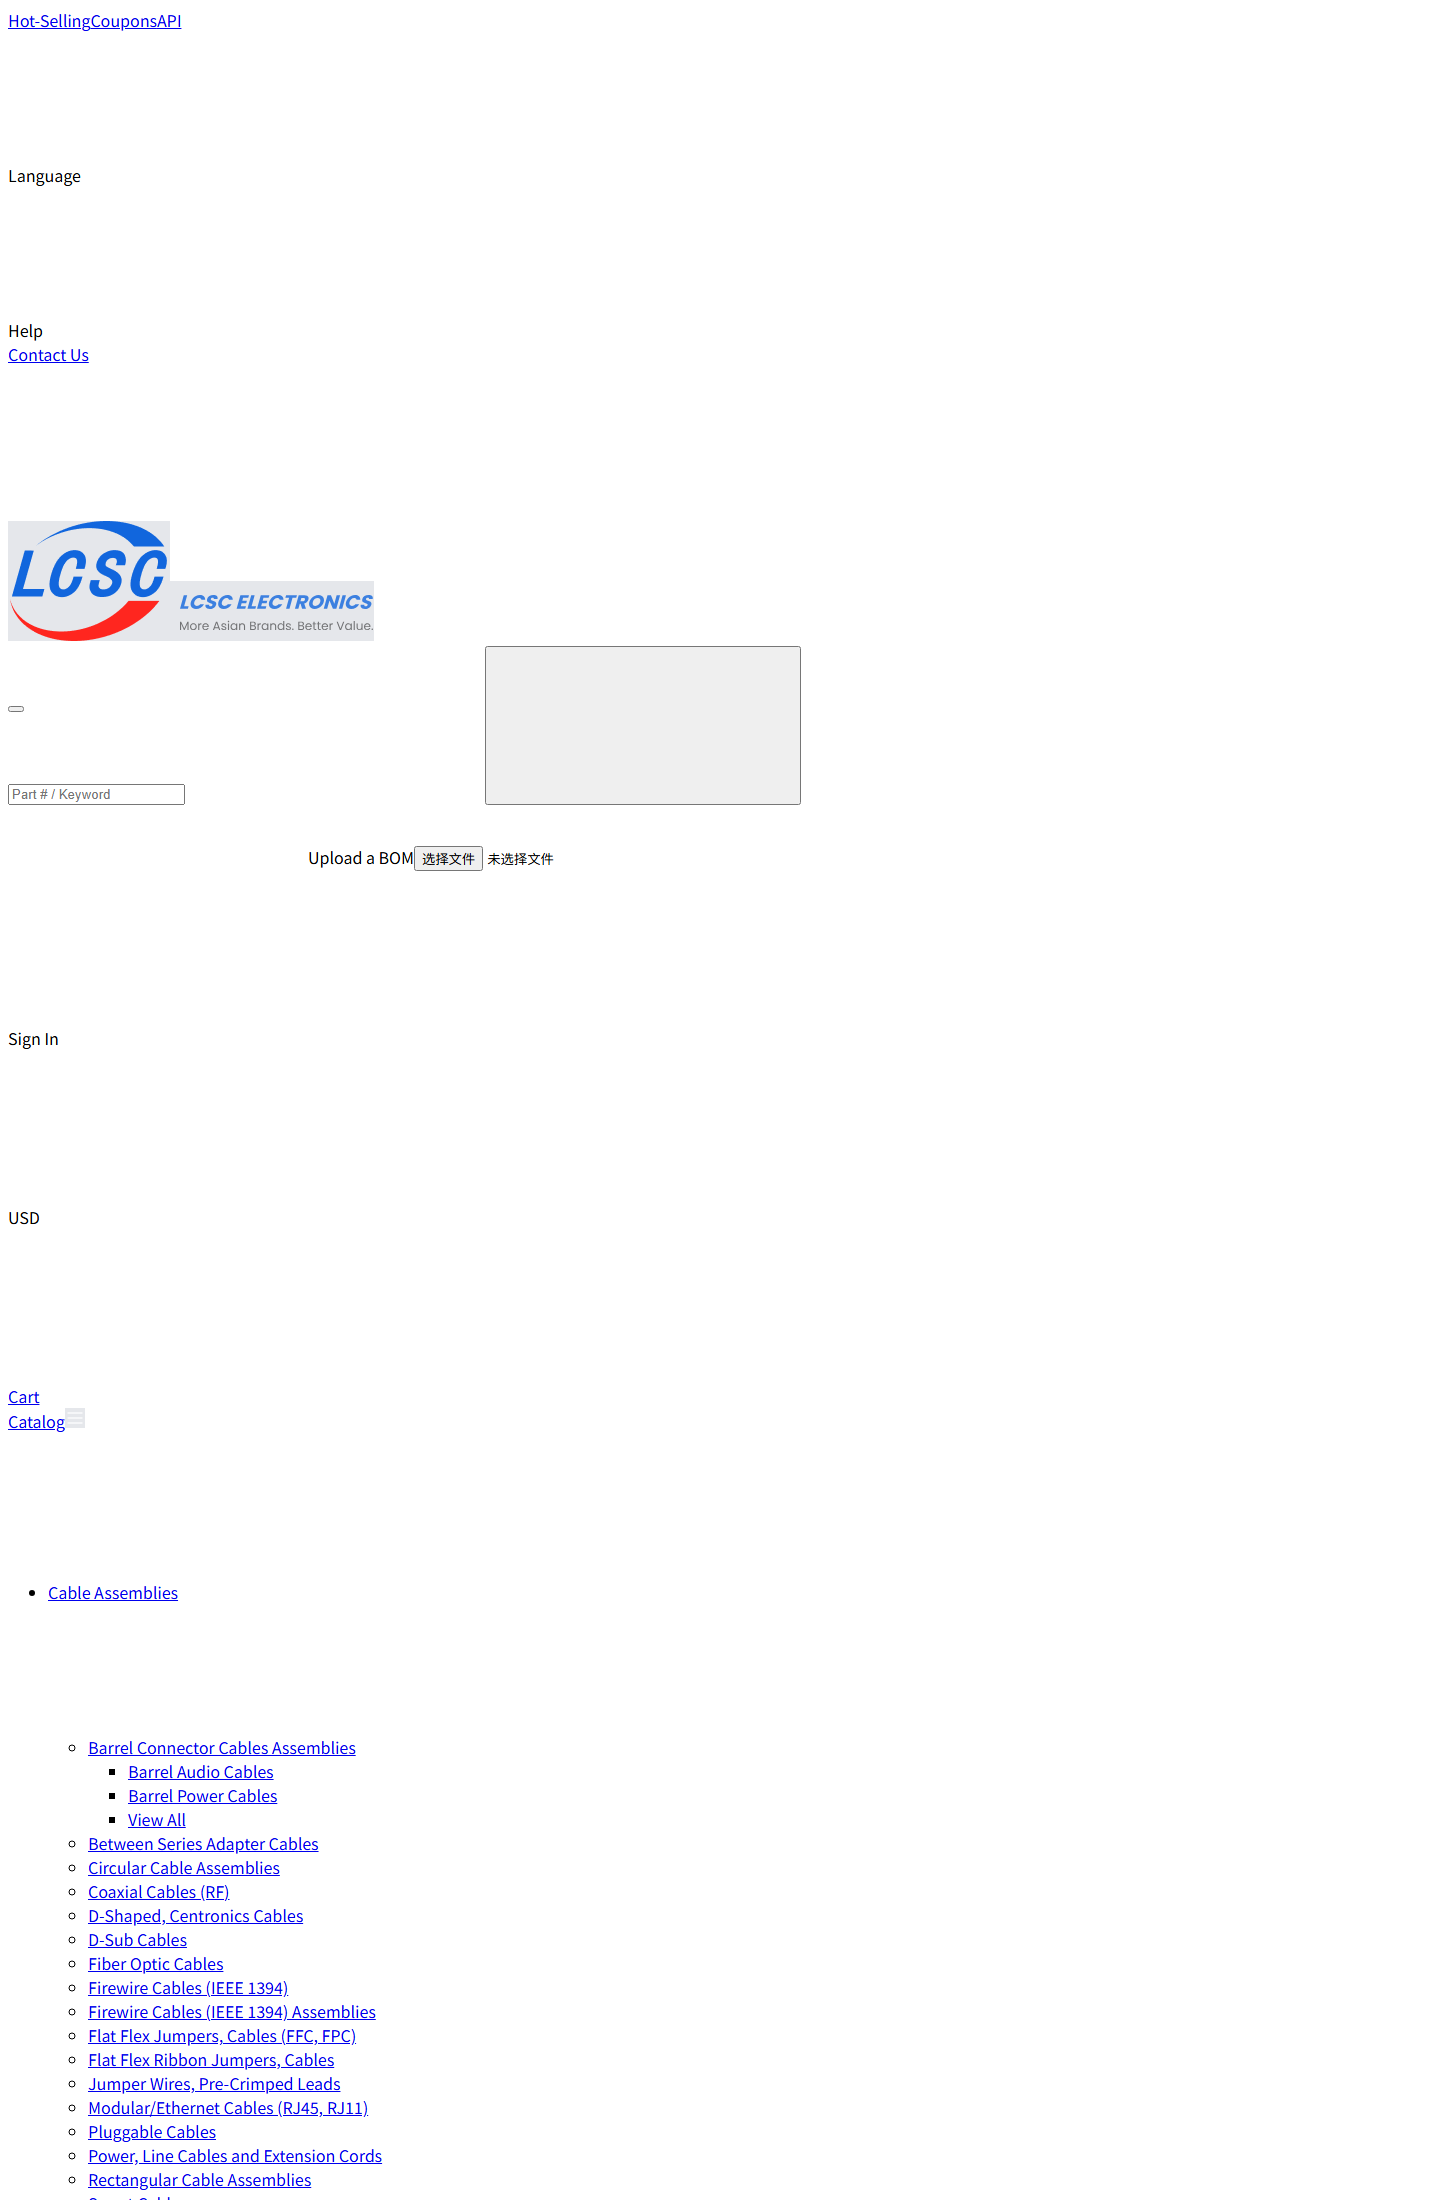 Hot-SellingCouponsAPI
Language
Help
Contact Us
LCSC
LCSC ELECTRONICS
More Asian Brands. Better Value.
Part # / Keyword
Upload a BOM 选择文件 未选择文件
Sign In
USD
Cart
Catalog
Cable Assemblies
Barrel Connector Cables Assemblies
Barrel Audio Cables
Barrel Power Cables
View All
Between Series Adapter Cables
Circular Cable Assemblies
Coaxial Cables (RF)
D-Shaped, Centronics Cables
D-Sub Cables
Fiber Optic Cables
Firewire Cables (IEEE 1394)
Firewire Cables (IEEE 1394) Assemblies
Flat Flex Jumpers, Cables (FFC, FPC)
Flat Flex Ribbon Jumpers, Cables
Jumper Wires, Pre-Crimped Leads
Modular/Ethernet Cables (RJ45, RJ11)
Pluggable Cables
Power, Line Cables and Extension Cords
Rectangular Cable Assemblies